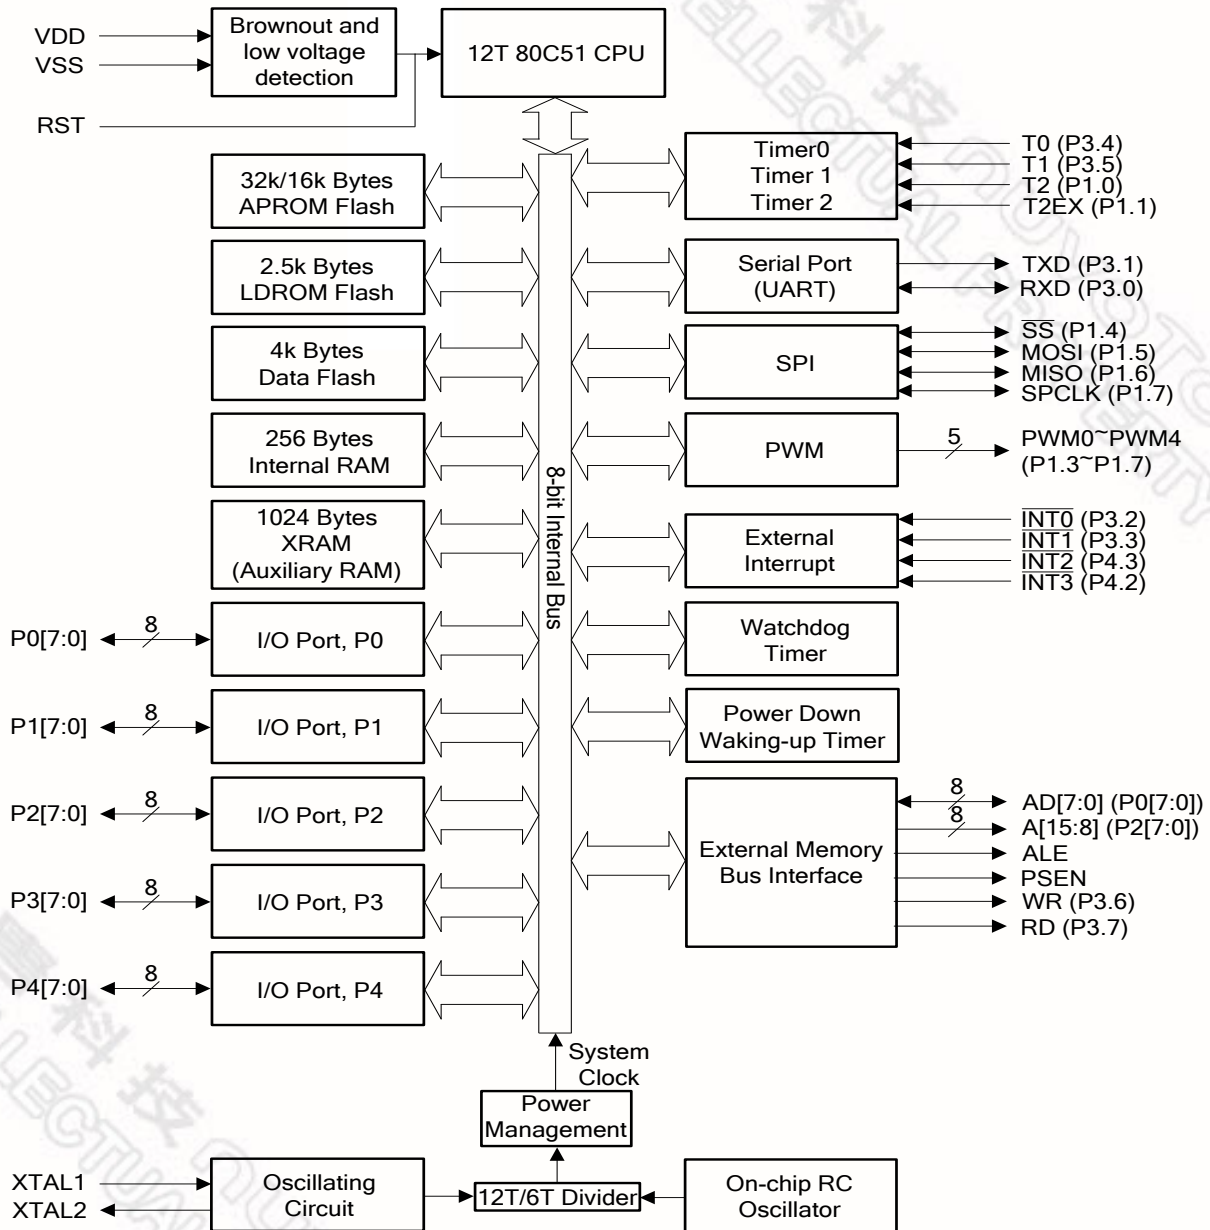 VDD
VSS
RST
Brownout and
low voltage
detection
12T 80C51 CPU
32k/16k Bytes
APROM Flash
2.5k Bytes
LDROM Flash
4k Bytes
Data Flash
256 Bytes
Internal RAM
1024 Bytes
XRAM
(Auxiliary RAM)
P0[7:0]
8
I/O Port, P0
P1[7:0]
8
I/O Port, P1
P2[7:0]
8
I/O Port, P2
P3[7:0]
8
I/O Port, P3
P4[7:0]
8
I/O Port, P4
8-bit Internal Bus
Timer0
Timer 1
Timer 2
T0 (P3.4)
T1 (P3.5)
T2 (P1.0)
T2EX (P1.1)
Serial Port
(UART)
TXD (P3.1)
RXD (P3.0)
SPI
SS (P1.4)
MOSI (P1.5)
MISO (P1.6)
SPCLK (P1.7)
PWM
5
PWM0~PWM4
(P1.3~P1.7)
External
Interrupt
INT0 (P3.2)
INT1 (P3.3)
INT2 (P4.3)
INT3 (P4.2)
Watchdog
Timer
Power Down
Waking-up Timer
External Memory
Bus Interface
8
AD[7:0] (P0[7:0])
8
A[15:8] (P2[7:0])
ALE
PSEN
WR (P3.6)
RD (P3.7)
System
Clock
Power
Management
XTAL1
XTAL2
Oscillating
Circuit
12T/6T Divider
On-chip RC
Oscillator